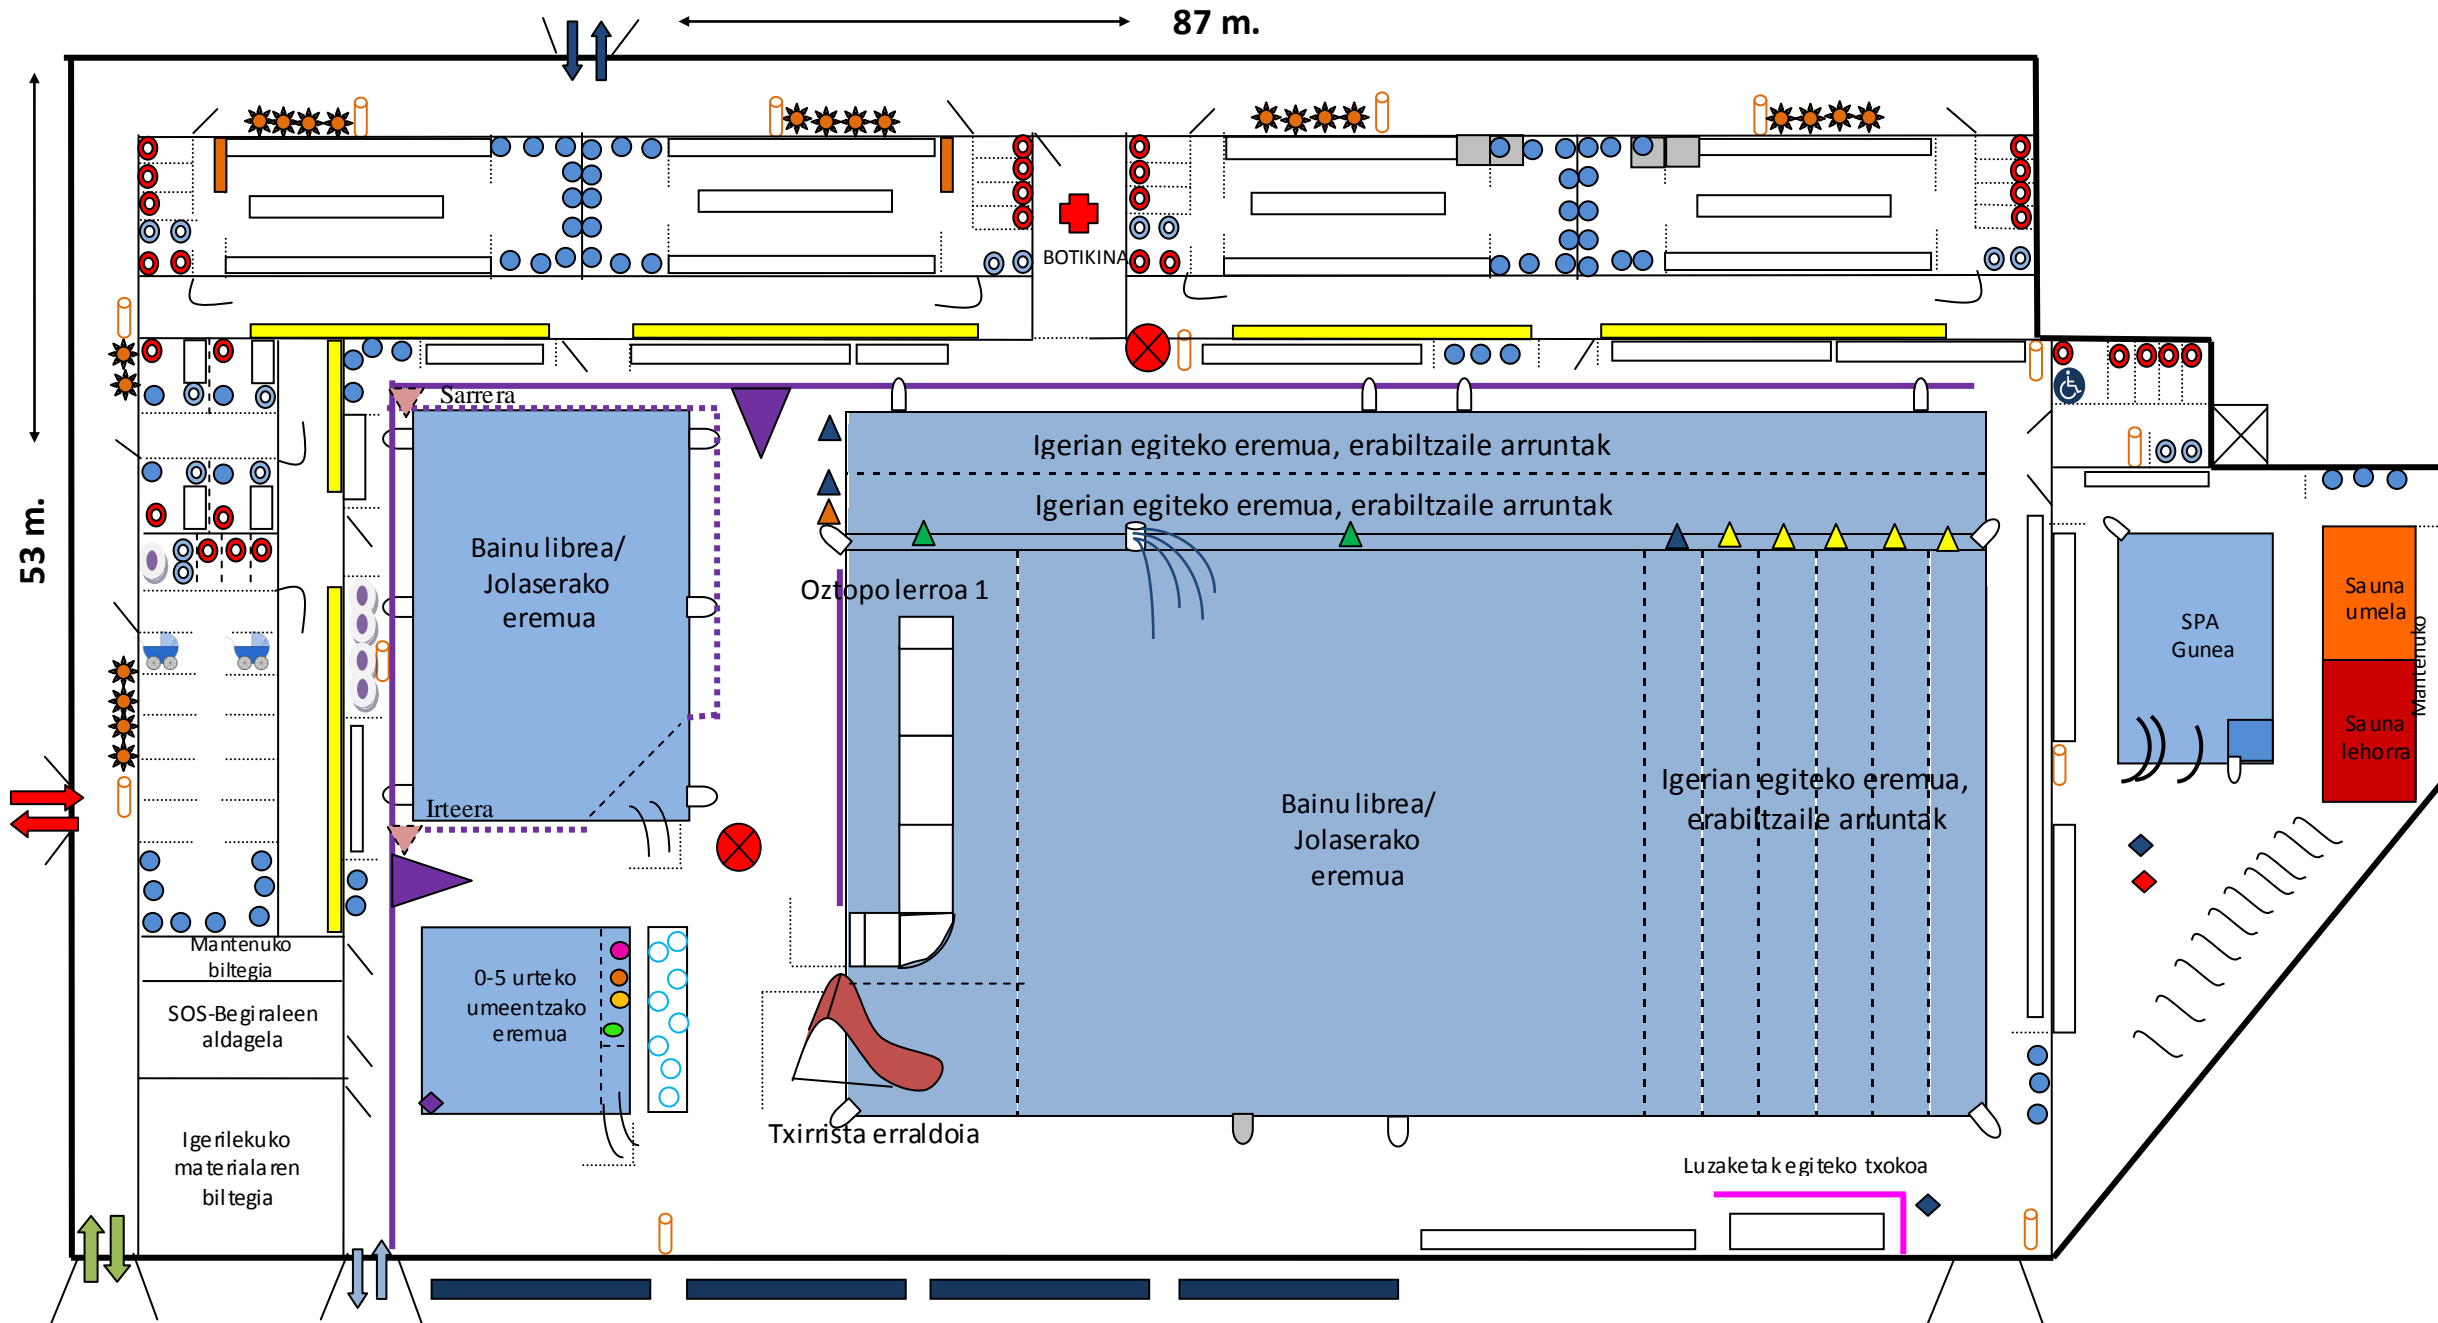 87 m.
53 m.
BOTIKINA
Sarrera
Igerian egiteko eremua, erabiltzaile arruntak
Igerian egiteko eremua, erabiltzaile arruntak
Bainu librea/
Jolaserako
eremua
Oztopo lerroa 1
SPA
Gunea
Sauna
umela
Sauna
lehorra
Mantenuko
Irteera
Bainu librea/
Jolaserako
eremua
Igerian egiteko eremua,
erabiltzaile arruntak
Mantenuko
biltegia
SOS-Begiraleen
aldagela
Igerilekuko
materialaren
biltegia
0-5 urteko
umeentzako
eremua
Txirrista erraldoia
Luzaketak egiteko txokoa